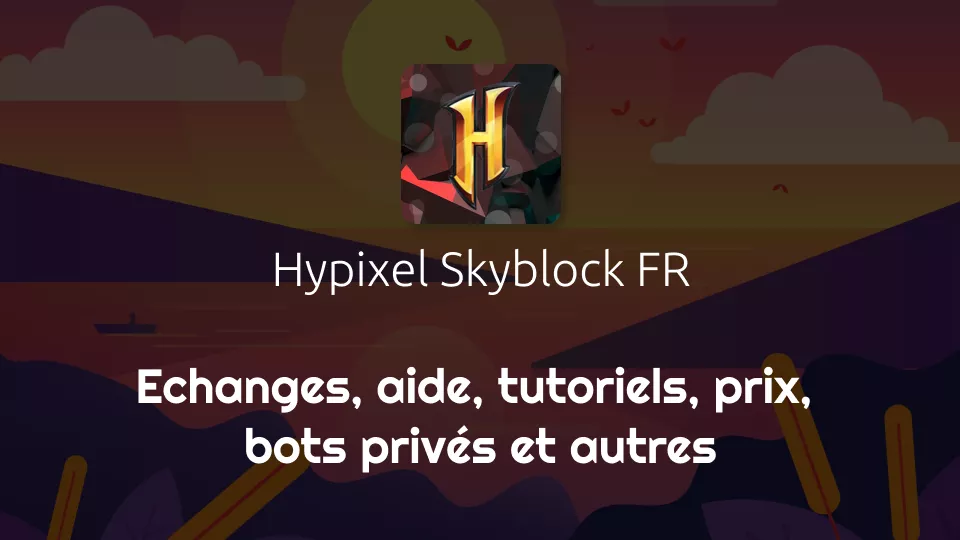 H
Hypixel Skyblock FR
Echanges, aide, tutoriels, prix,
bots privés et autres